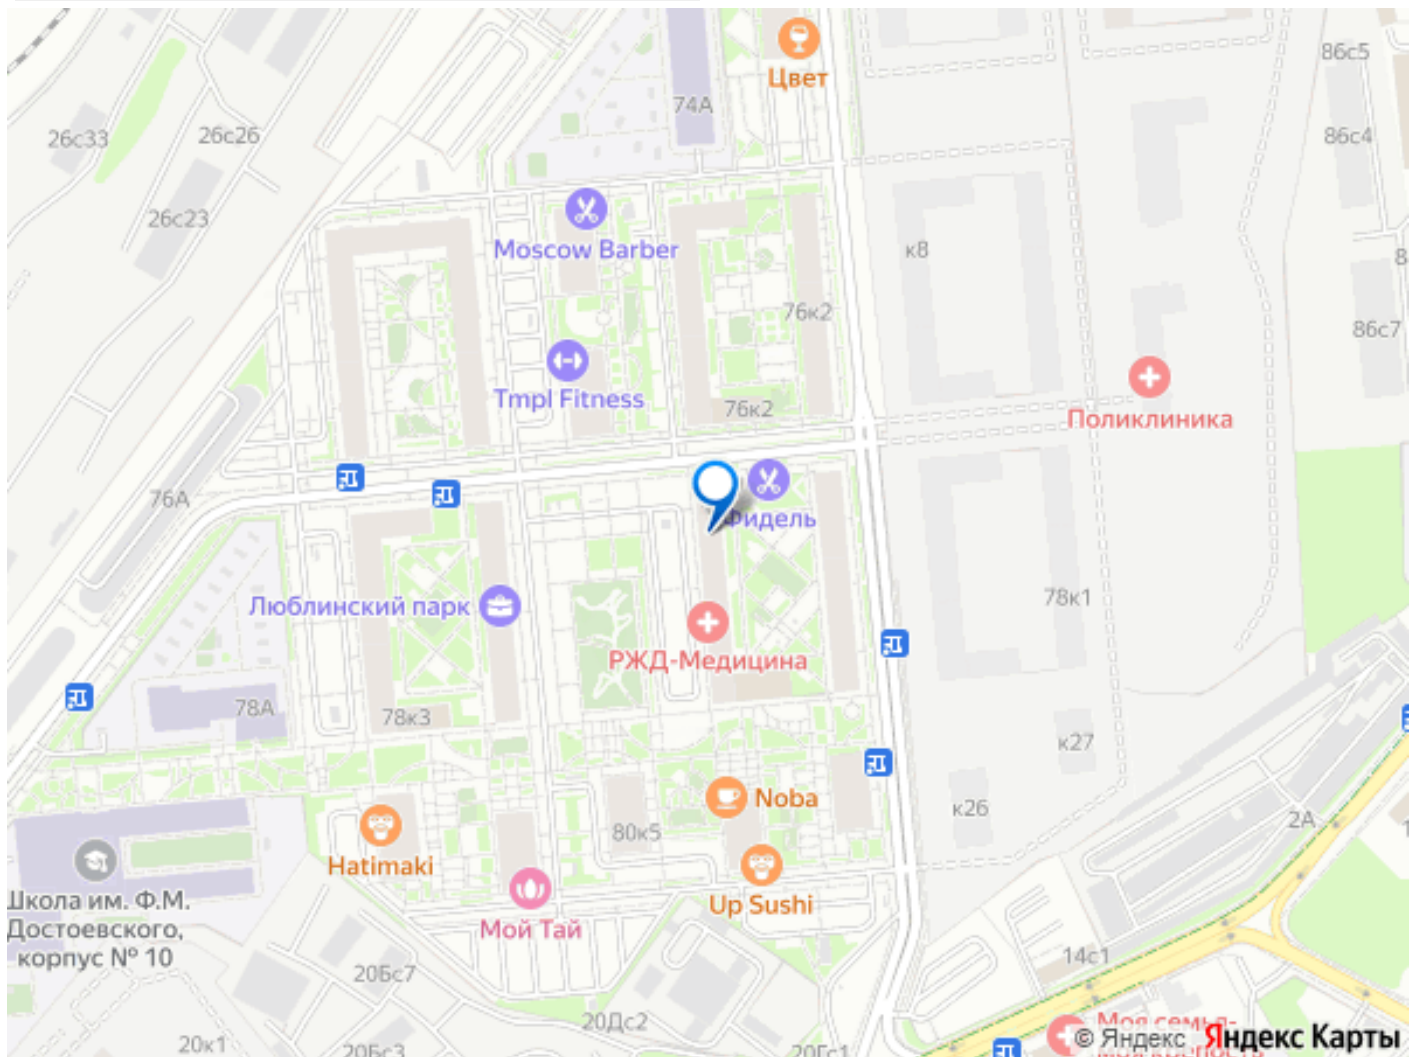 Цвет
86с5
74А
26с33
26с26
86с4
26с23
Moscow Barber
к8
76к2
86с7
Tmpl Fitness
76к2
Поликлиника
76А
Фидель
Люблинский парк
78к1
РЖД-Медицина
78А
78к3
к27
Noba
к26
80к5
2А
Hatimaki
Школа им. Ф.М.
Достоевского,
корпус № 10
Up Sushi
Мой Тай
14с1
20Бс7
20Дс2
20к1
20Бс3
20Гс1
Моя семья-
© Яндекс Яндекс Карты